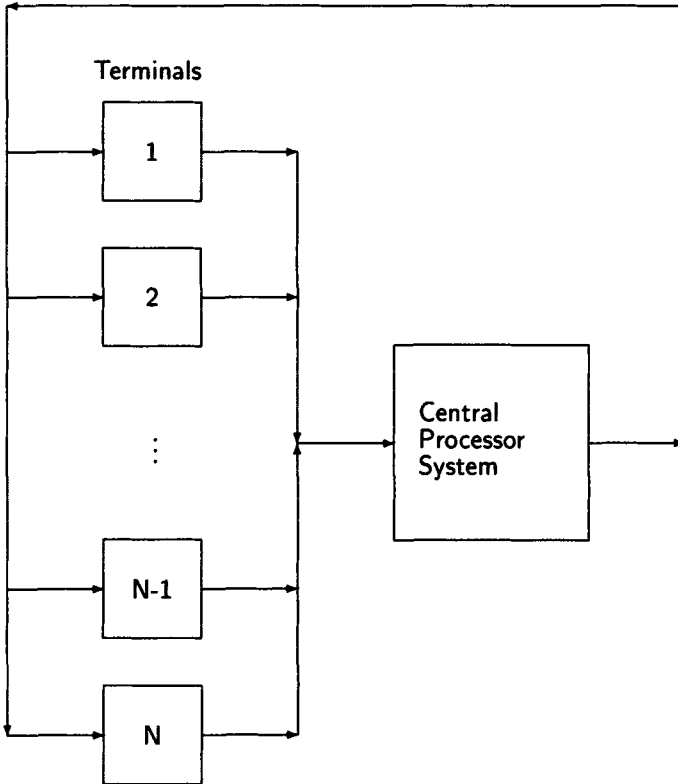 Terminals
1
2
⋮
N-1
N
Central
Processor
System